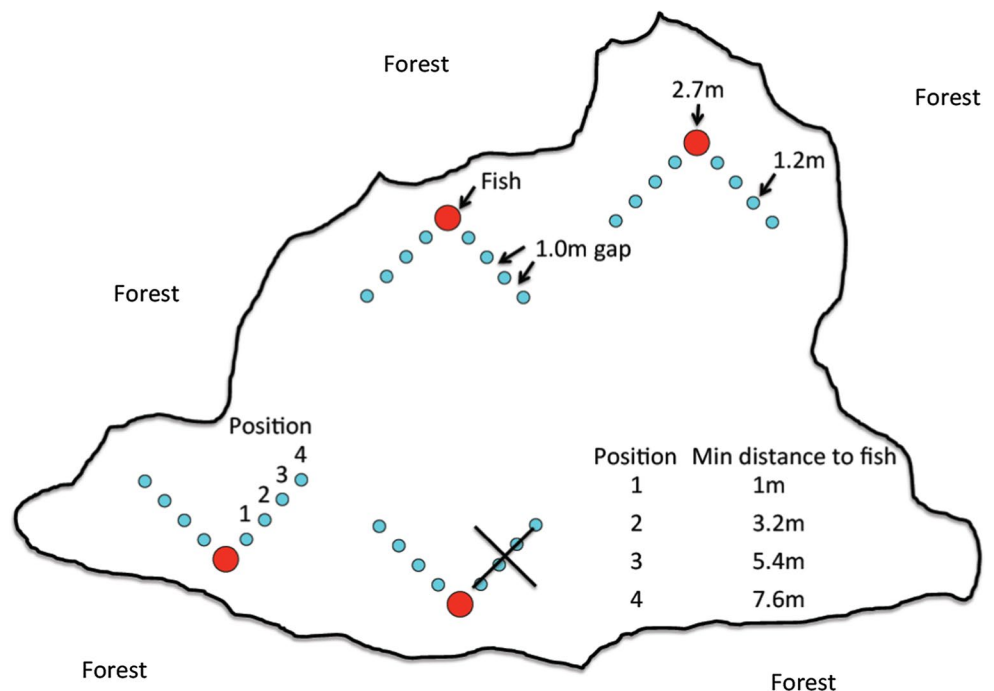 Forest
Forest
2.7m
1.2m
Fish
1.0m gap
Forest
Position
4
3
2
1
Position Min distance to fish
1 1m
2 3.2m
3 5.4m
4 7.6m
Forest
Forest